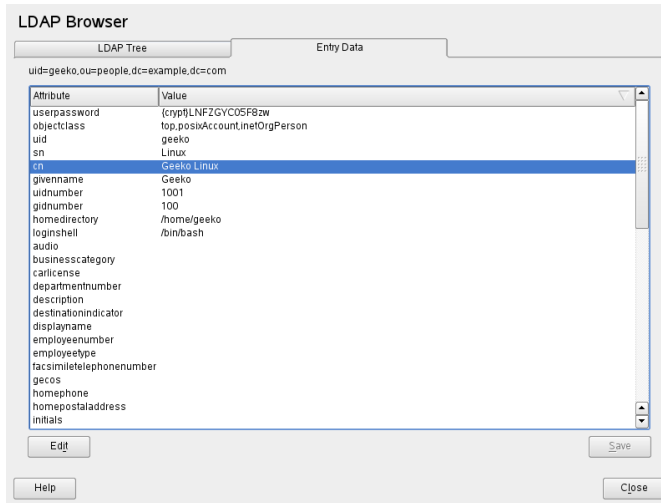 LDAP Browser
LDAP Tree Entry Data
uid=geeko,ou=people,dc=example,dc=com
Attribute Value
userpassword {crypt}LNFZGYC05F8zw
objectclass top,posixAccount,inetOrgPerson
uid geeko
sn Linux
cn Geeko Linux
givenname Geeko
uidnumber 1001
gidnumber 100
homedirectory /home/geeko
loginshell /bin/bash
audio
businesscategory
carlicense
departmentnumber
description
destinationindicator
displayname
employeenumber
employeetype
facsimiletelephonenumber
gecos
homephone
homepostaladdress
initials
Edit Save
Help Close